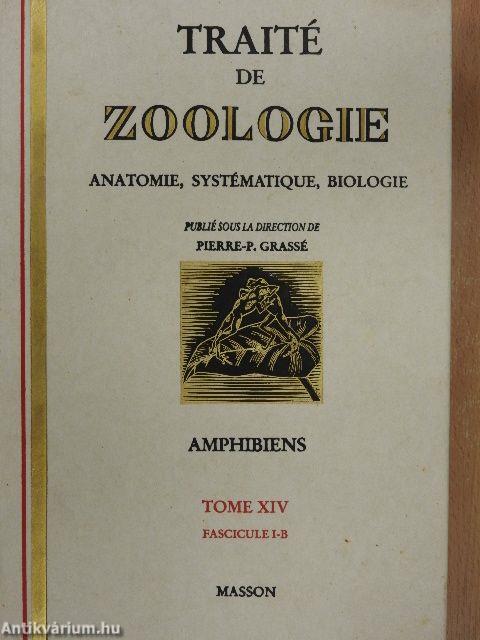 TRAITÉ
DE
ZOOLOGIE
ANATOMIE, SYSTÉMATIQUE, BIOLOGIE
PUBLIÉ SOUS LA DIRECTION DE
PIERRE-P. GRASSÉ
AMPHIBIENS
TOME XIV
FASCICULE I-B
MASSON
Antikvárium.hu